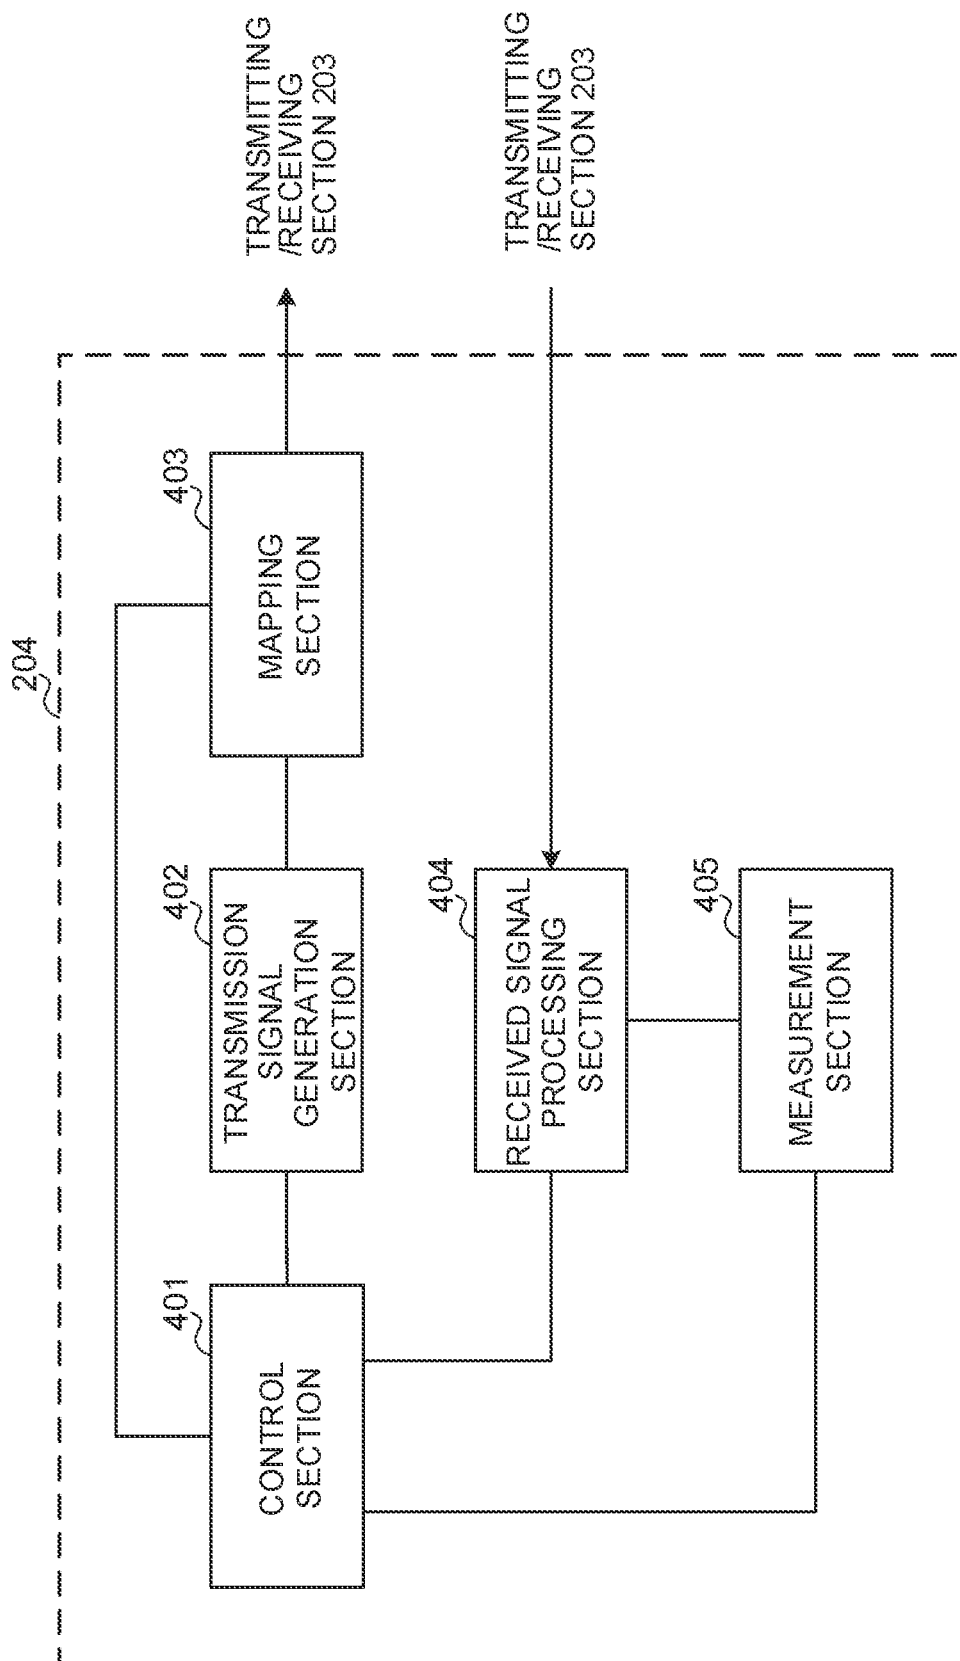 204
401
CONTROL
SECTION
402
TRANSMISSION
SIGNAL
GENERATION
SECTION
403
MAPPING
SECTION
TRANSMITTING
/RECEIVING
SECTION 203
404
RECEIVED SIGNAL
PROCESSING
SECTION
TRANSMITTING
/RECEIVING
SECTION 203
405
MEASUREMENT
SECTION